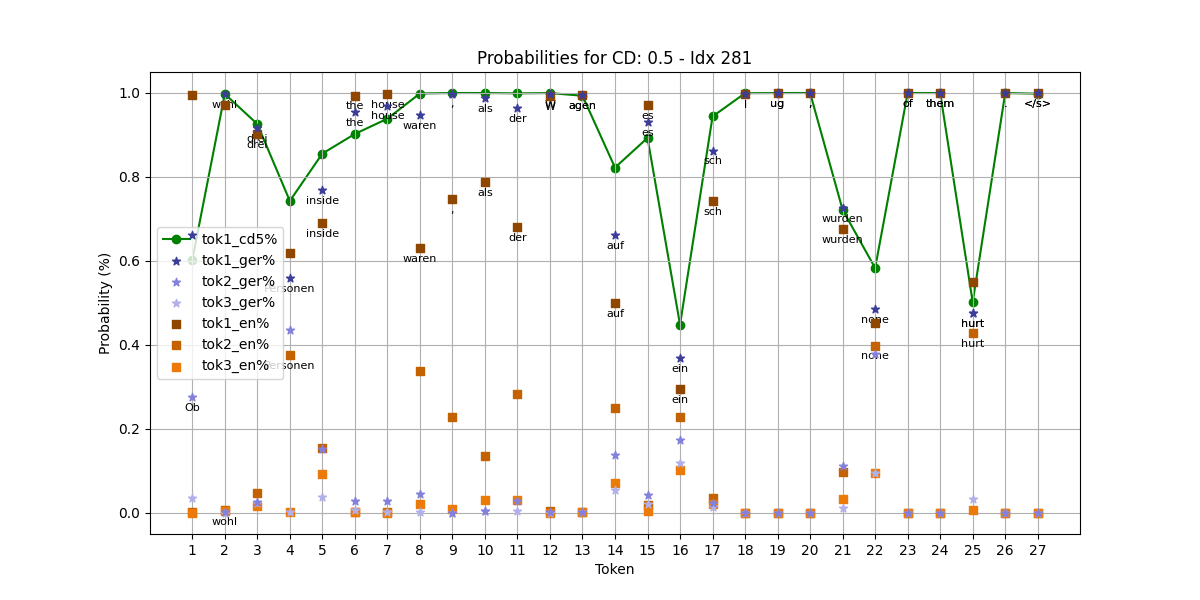 Probabilities for CD: 0.5 - Idx 281
Probability (%)
1.0
0.8
0.6
0.4
0.2
0.0
tok1_cd5%
tok1_ger%
tok2_ger%
tok3_ger%
tok1_en%
tok2_en%
tok3_en%
Ob
wohl
wohl
drei
drei
Personen
Personen
inside
inside
the
the
house
house
waren
waren
,
,
als
als
der
der
W
W
agen
auf
auf
es
es
ein
ein
sch
sch
l
ug
,
wurden
wurden
none
none
of
them
hurt
hurt
.
</s>
1 2 3 4 5 6 7 8 9 10 11 12 13 14 15 16 17 18 19 20 21 22 23 24 25 26 27
Token